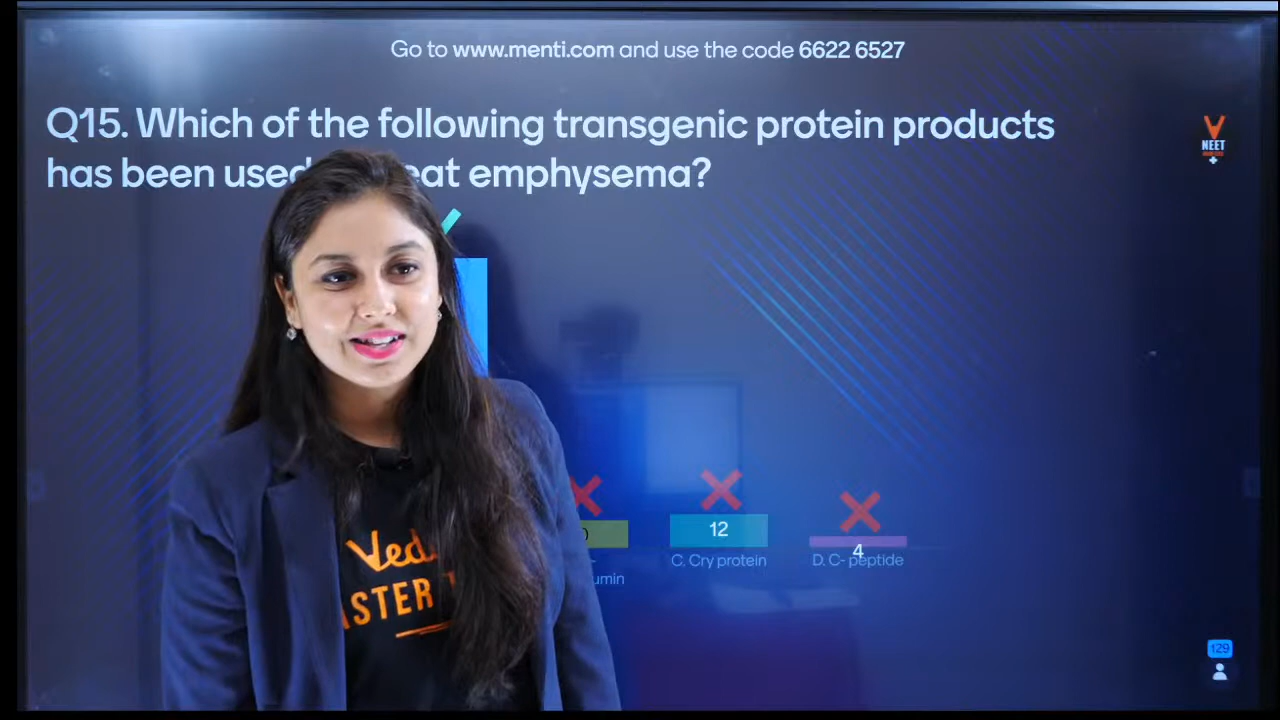 Go to www.menti.com and use the code 6622 6527
Q15. Which of the following transgenic protein products
has been used eat emphysema?
V
NEET
12
4
C. Cry protein
D. C- peptide
umin
Ved
STER
129